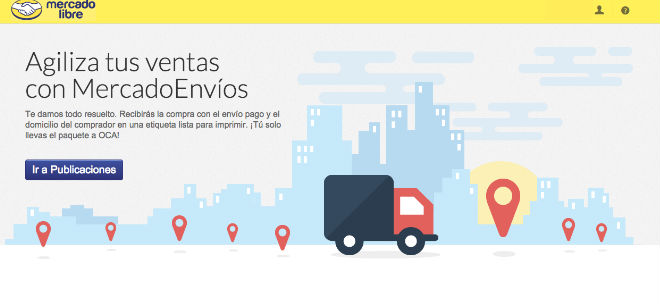 mercado
libre
Agiliza tus ventas
con MercadoEnvíos
Te damos todo resuelto. Recibirás la compra con el envío pago y el
domicilio del comprador en una etiqueta lista para imprimir. ¡Tú solo
llevas el paquete a OCA!
Ir a Publicaciones